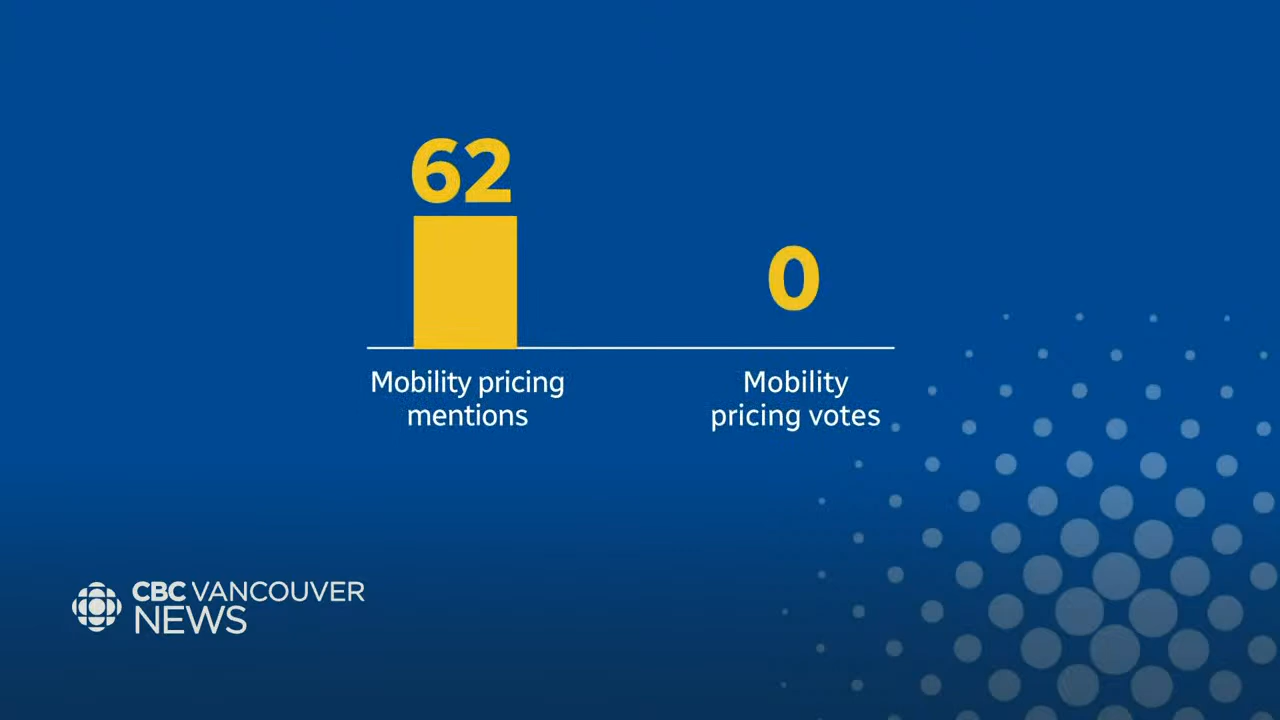 62
0
Mobility pricing
mentions
Mobility
pricing votes
CBC VANCOUVER
NEWS